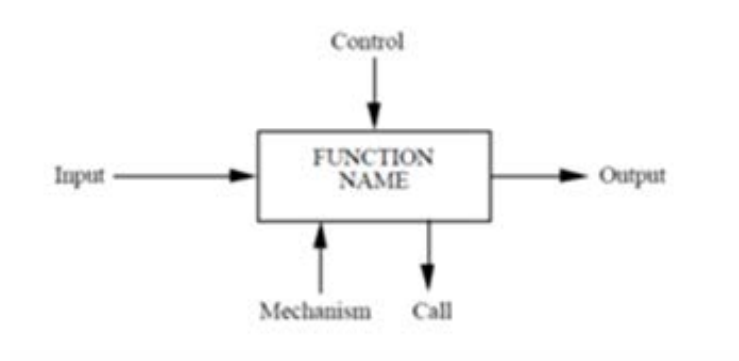 Control
FUNCTION
NAME
Input
Output
Mechanism
Call